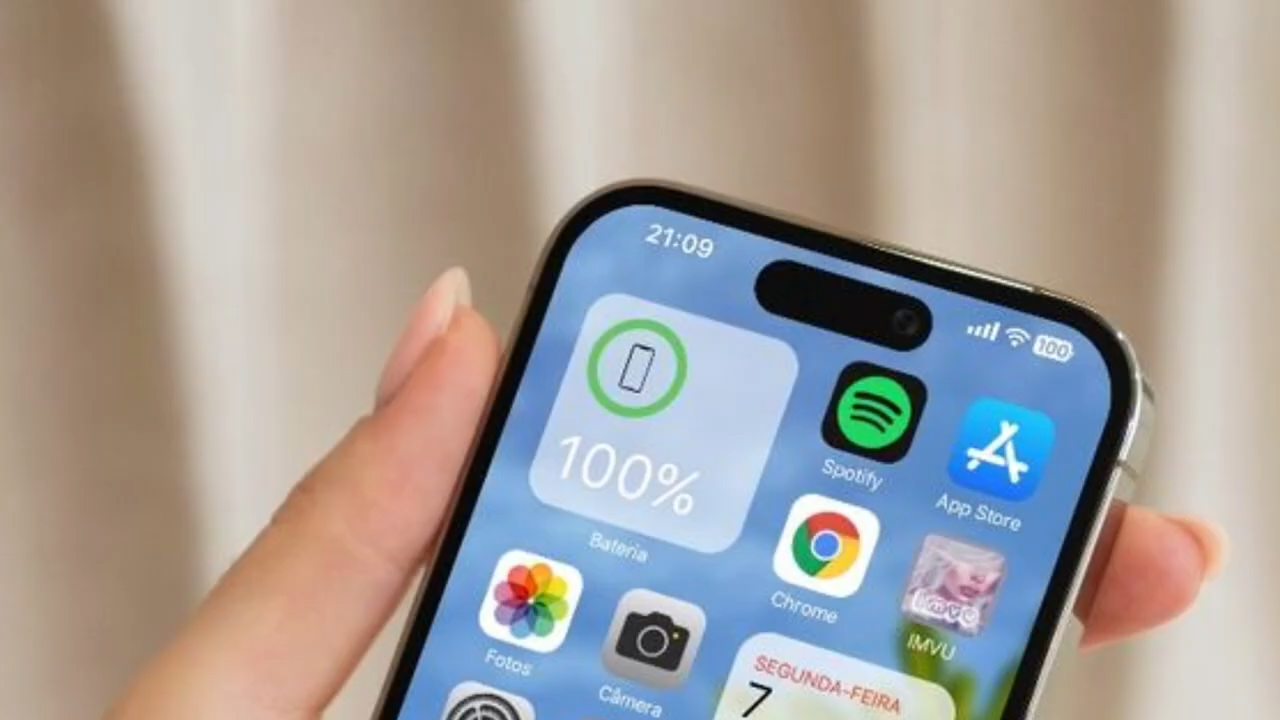 21:09
100
100%
Bateria
Spotify
App Store
Chrome
IMVU
Fotos
Câmera
SEGUNDA-FEIRA
7